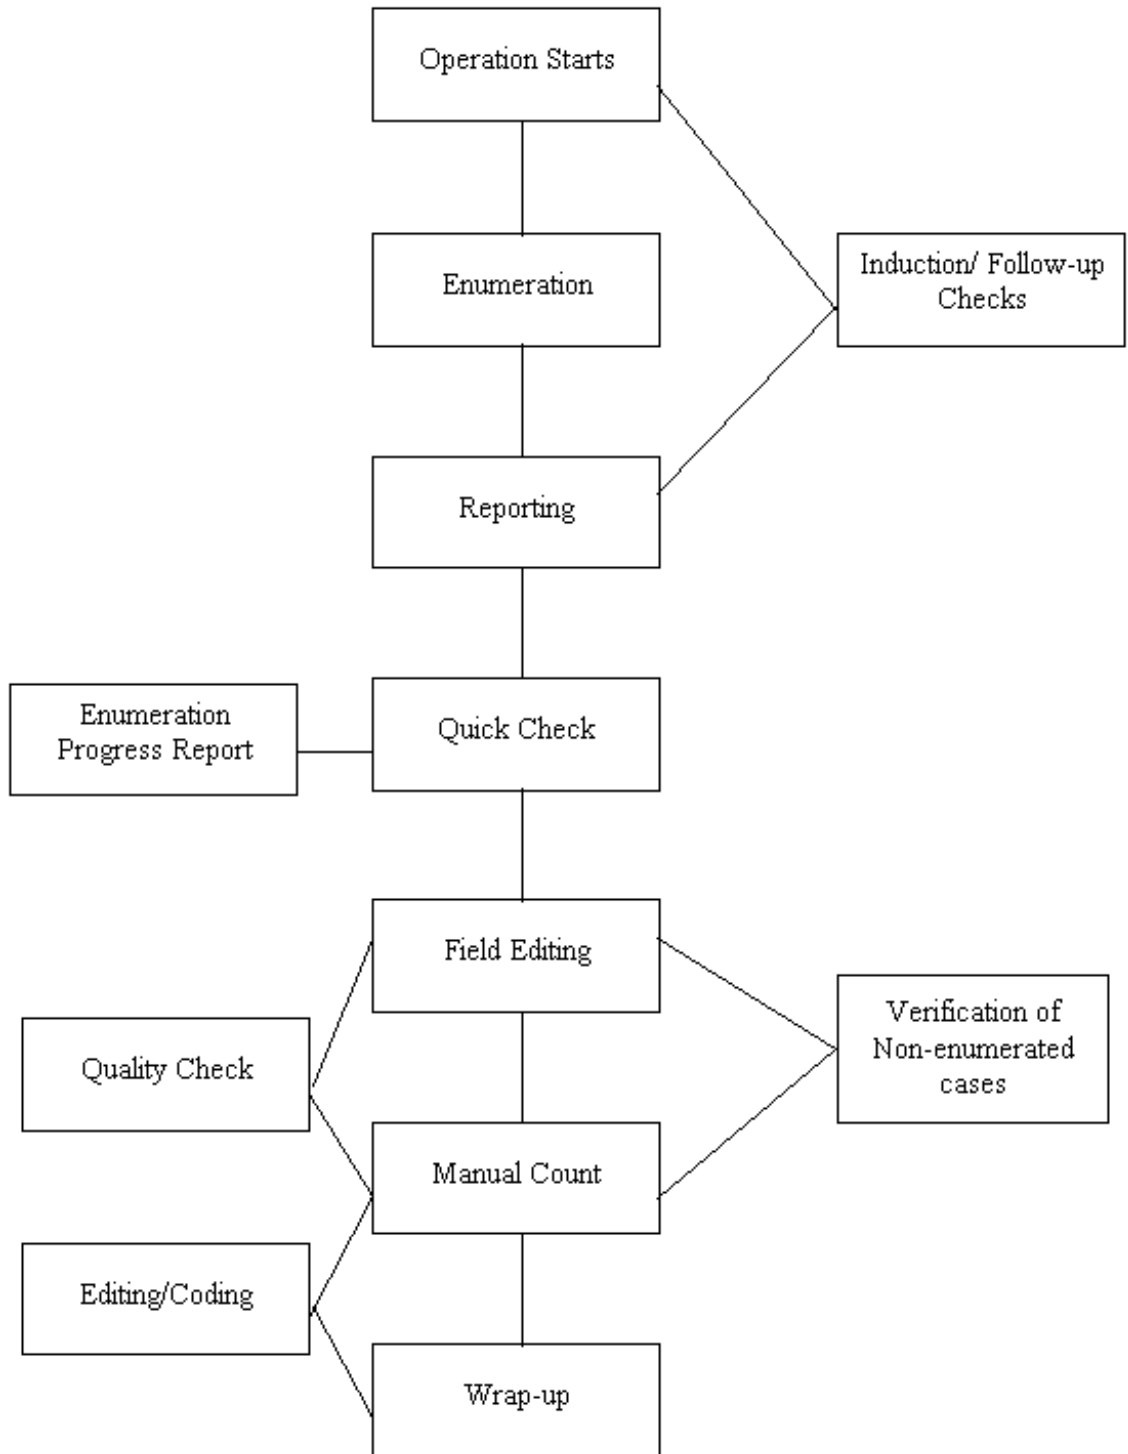 Operation Starts
Enumeration
Induction/ Follow-up
Checks
Reporting
Enumeration
Progress Report
Quick Check
Field Editing
Verification of
Non-enumerated
cases
Quality Check
Manual Count
Editing/Coding
Wrap-up